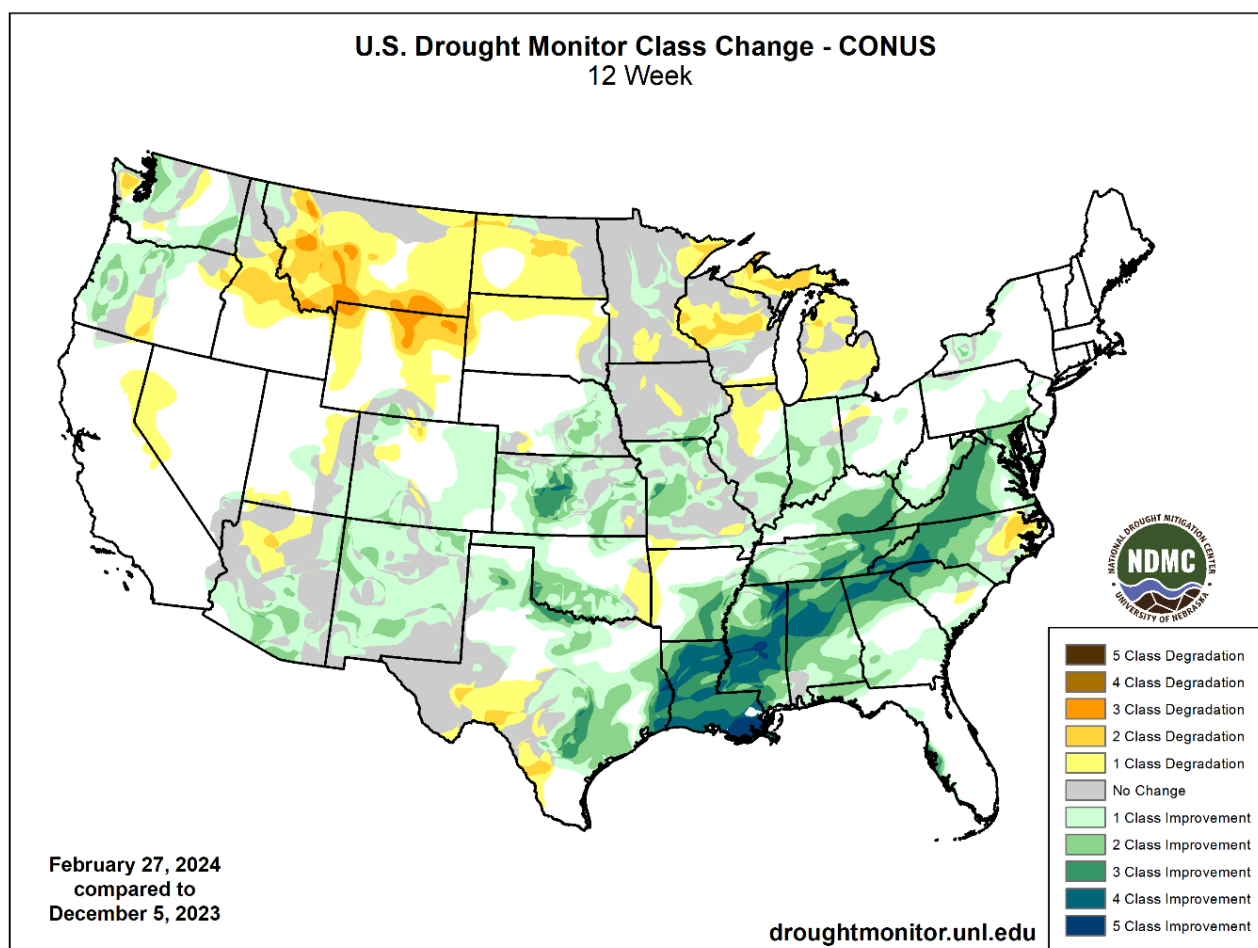 U.S. Drought Monitor Class Change - CONUS
12 Week
NATIONAL DROUGHT MITIGATION CENTER
NDMC
UNIVERSITY OF NEBRASKA
5 Class Degradation
4 Class Degradation
3 Class Degradation
2 Class Degradation
1 Class Degradation
No Change
1 Class Improvement
2 Class Improvement
3 Class Improvement
4 Class Improvement
5 Class Improvement
February 27, 2024
compared to
December 5, 2023
droughtmonitor.unl.edu